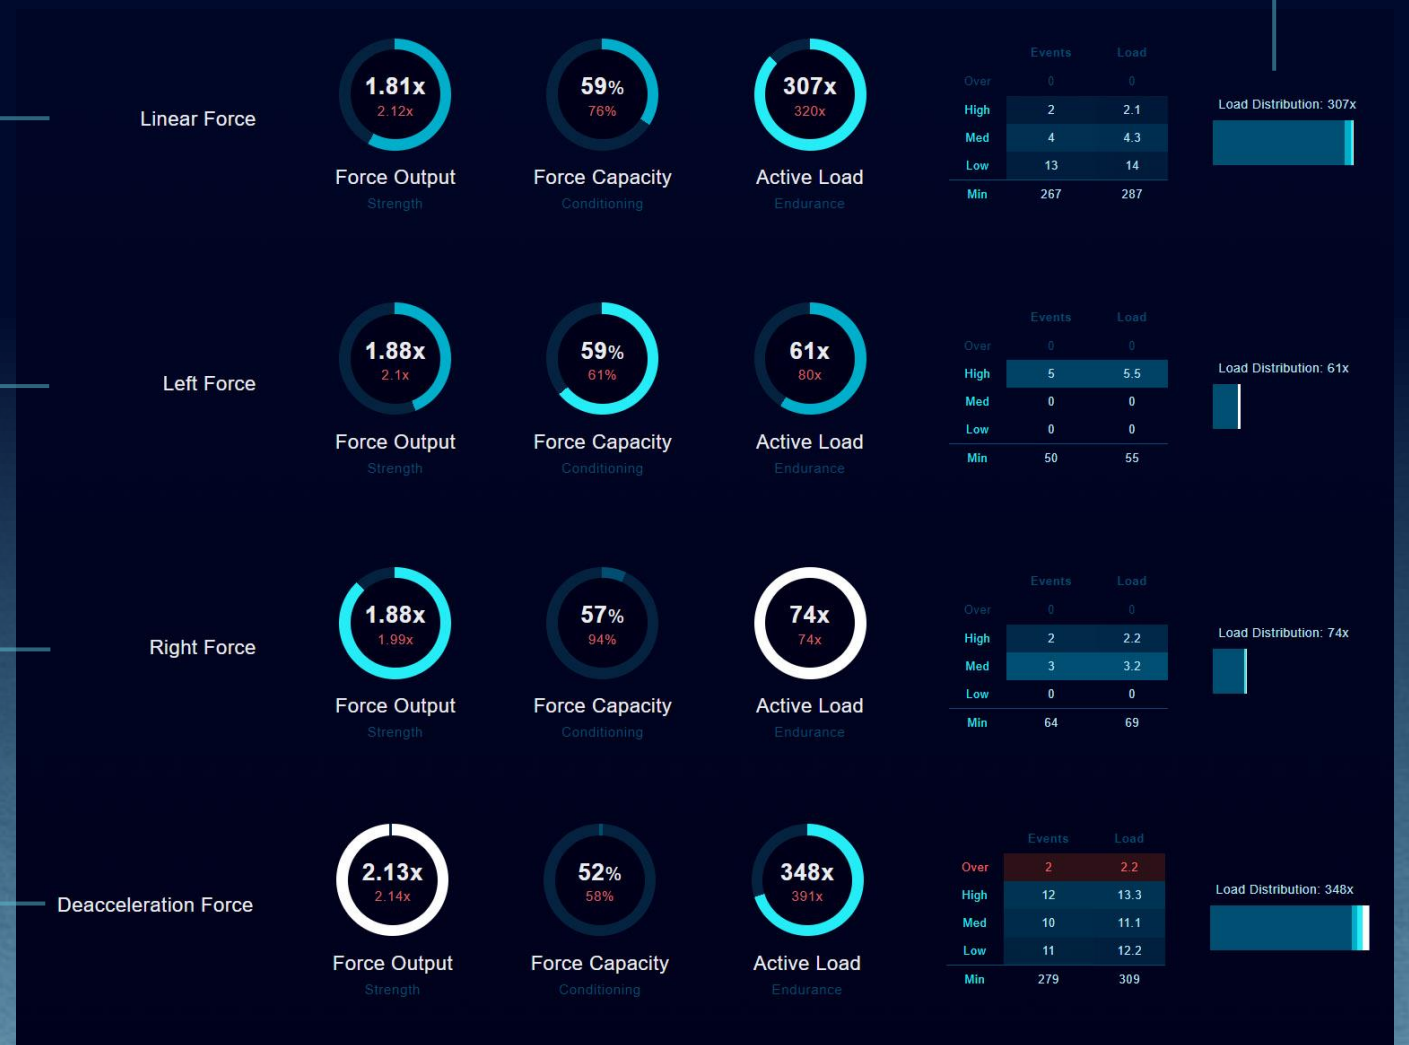 Linear Force
1.81x
2.12x
Force Output
Strength
59%
76%
Force Capacity
Conditioning
307x
320x
Active Load
Endurance
Events Load
Over 0 0
High 2 2.1
Med 4 4.3
Low 13 14
Min 267 287
Load Distribution: 307x
Left Force
1.88x
2.1x
Force Output
Strength
59%
61%
Force Capacity
Conditioning
61x
80x
Active Load
Endurance
Events Load
Over 0 0
High 5 5.5
Med 0 0
Low 0 0
Min 50 55
Load Distribution: 61x
Right Force
1.88x
1.99x
Force Output
Strength
57%
94%
Force Capacity
Conditioning
74x
74x
Active Load
Endurance
Events Load
Over 0 0
High 2 2.2
Med 3 3.2
Low 0 0
Min 64 69
Load Distribution: 74x
Deacceleration Force
2.13x
2.14x
Force Output
Strength
52%
58%
Force Capacity
Conditioning
348x
391x
Active Load
Endurance
Events Load
Over 2 2.2
High 12 13.3
Med 10 11.1
Low 11 12.2
Min 279 309
Load Distribution: 348x